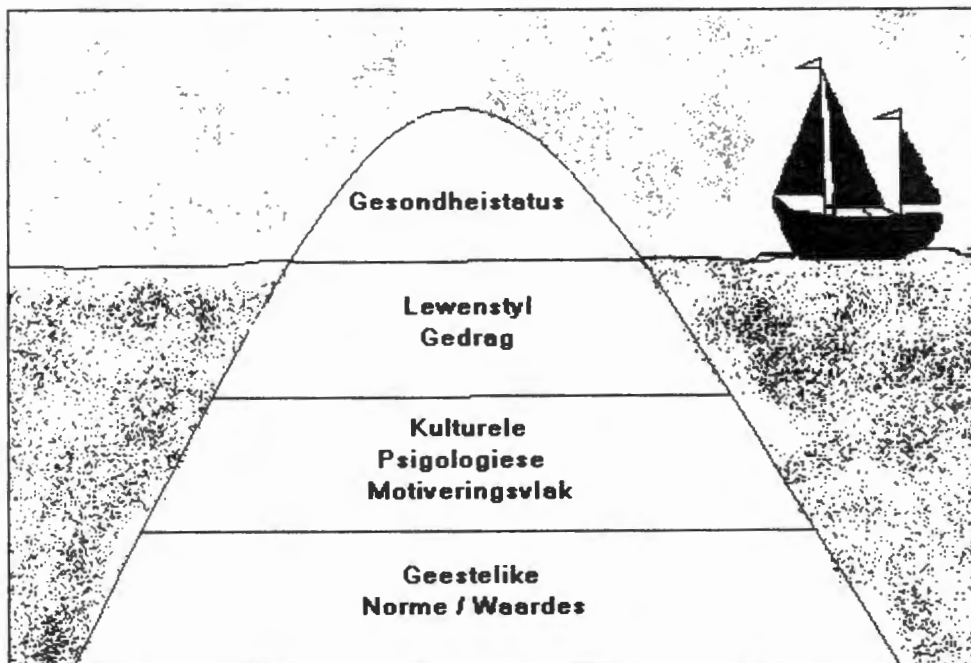 Gesondheistatus
Lewenstyl
Gedrag
Kulturele
Psigologiese
Motiveringsvlak
Geestelike
Norme / Waardes